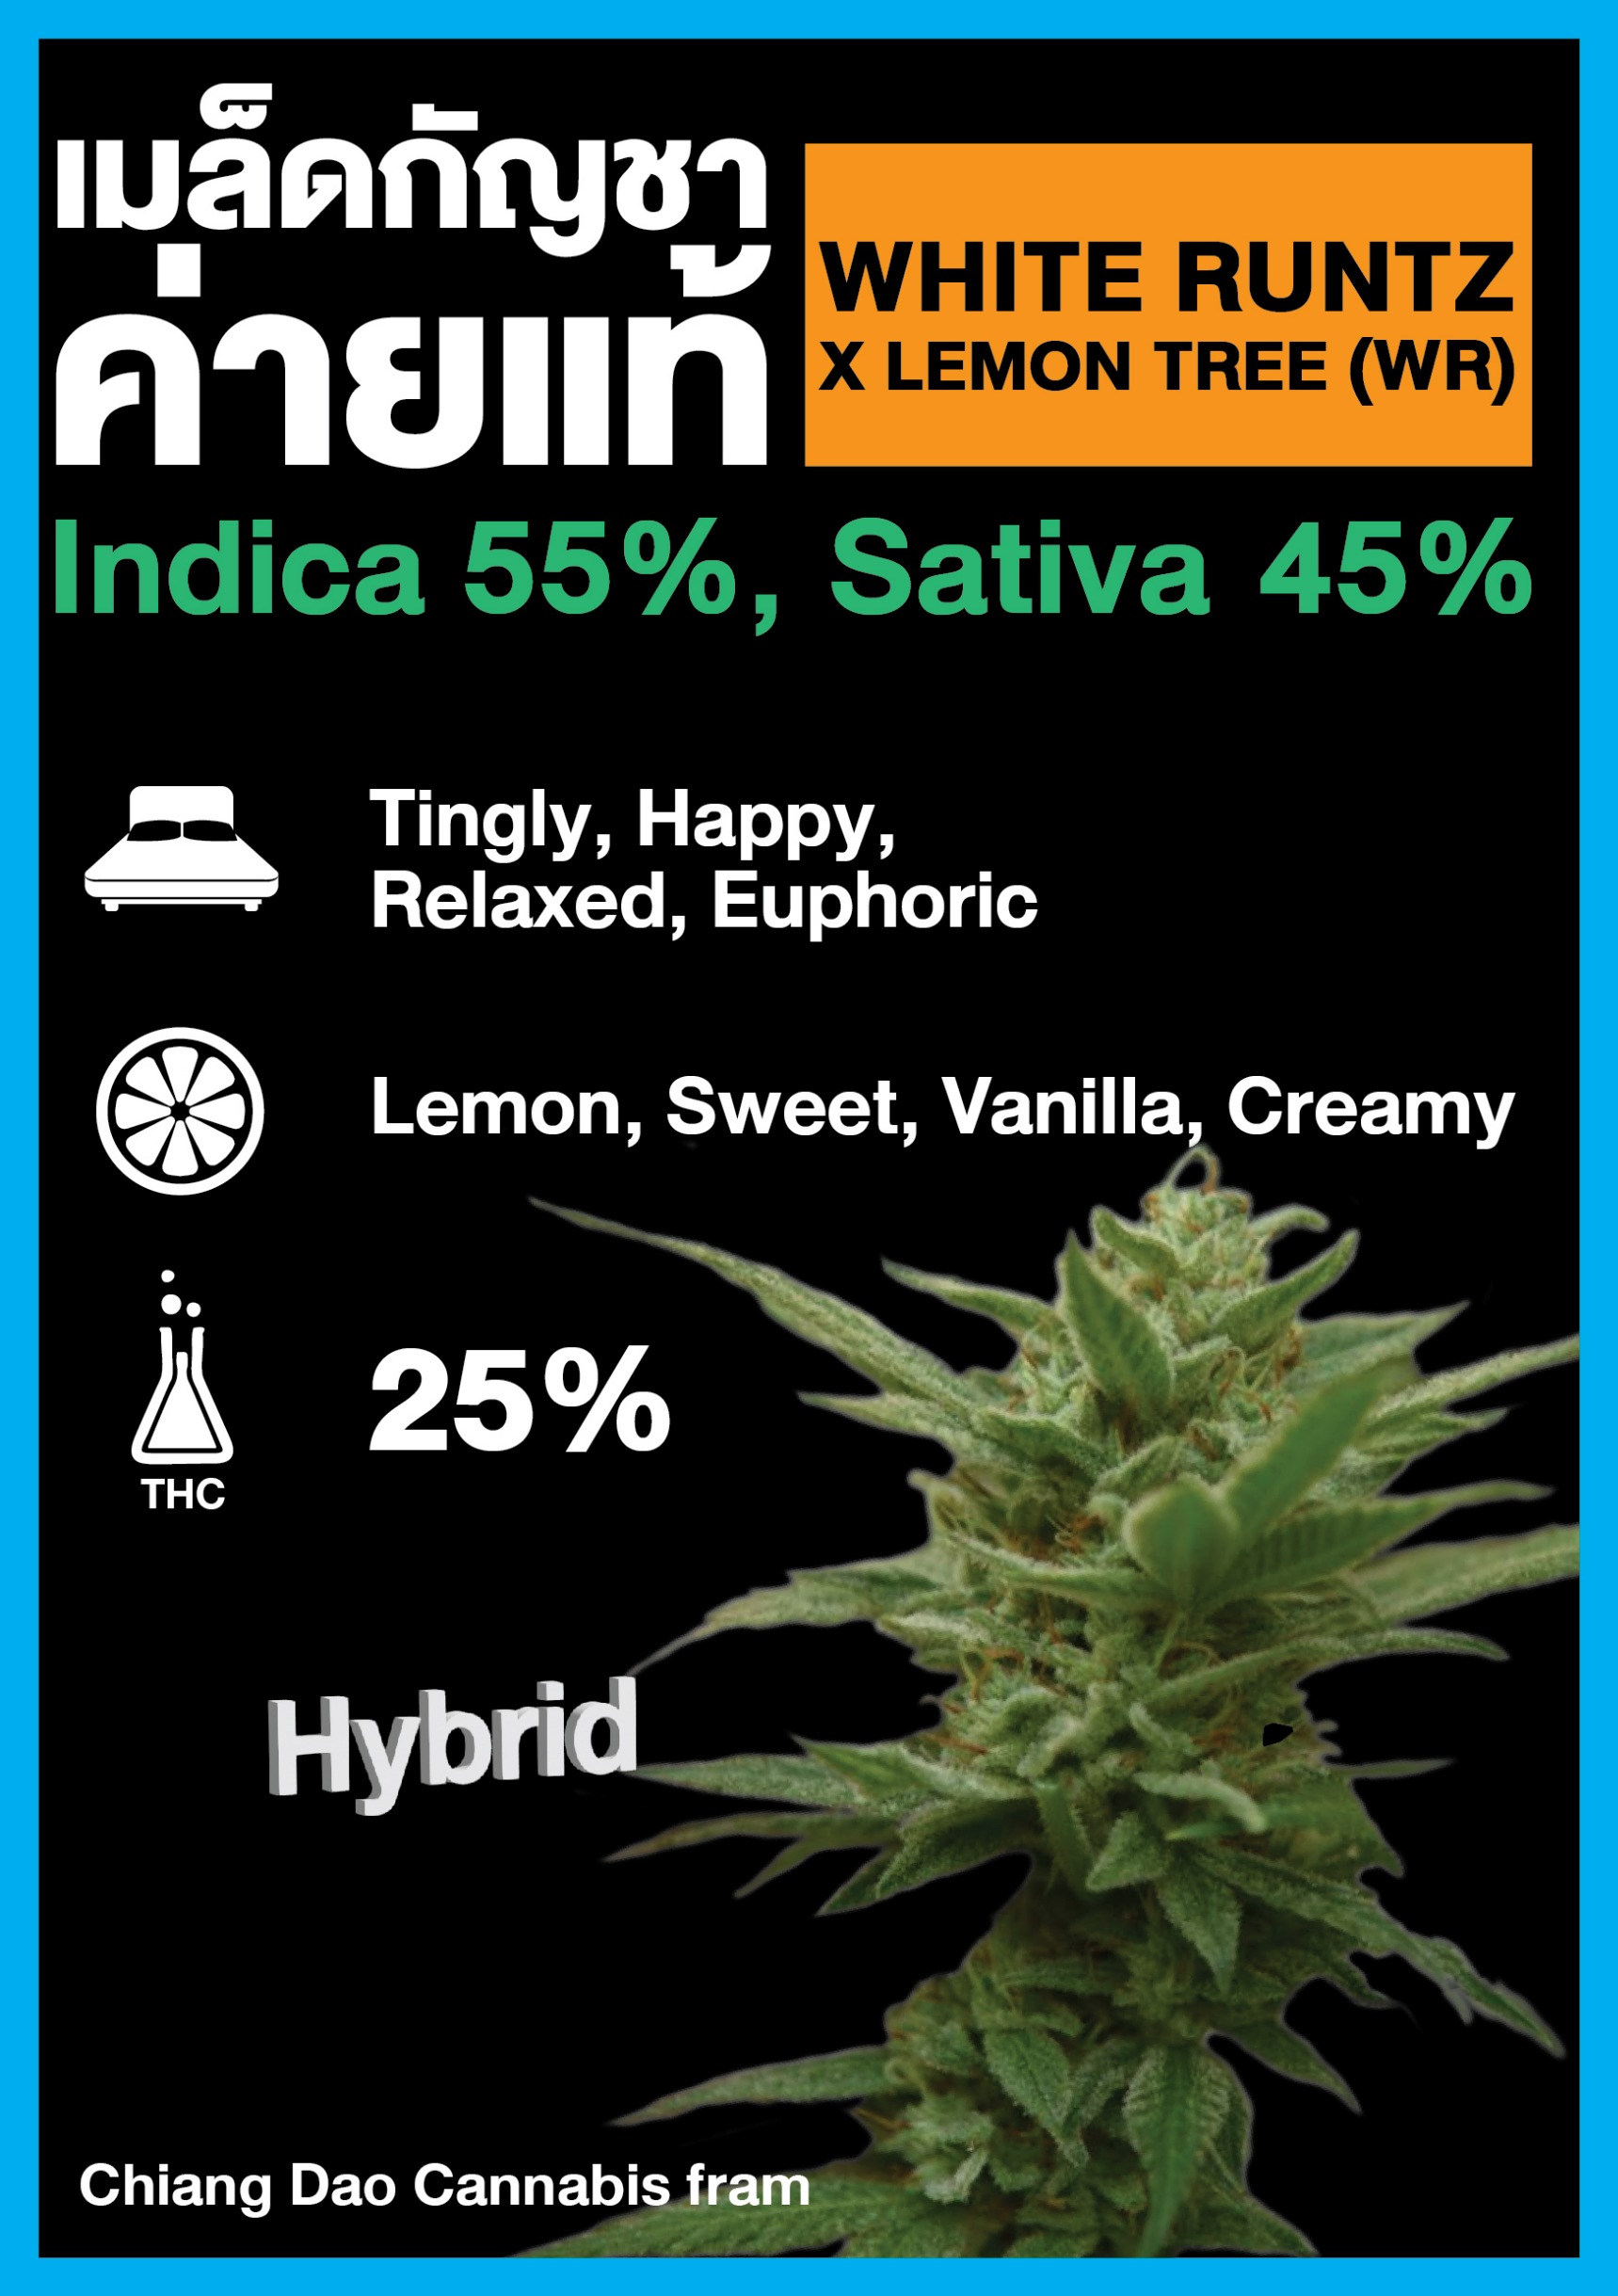 เมล็ดกัญชา
ค่ายแท้
WHITE RUNTZ
X LEMON TREE (WR)
Indica 55%, Sativa 45%
Tingly, Happy,
Relaxed, Euphoric
Lemon, Sweet, Vanilla, Creamy
25%
THC
Hybrid
Chiang Dao Cannabis fram